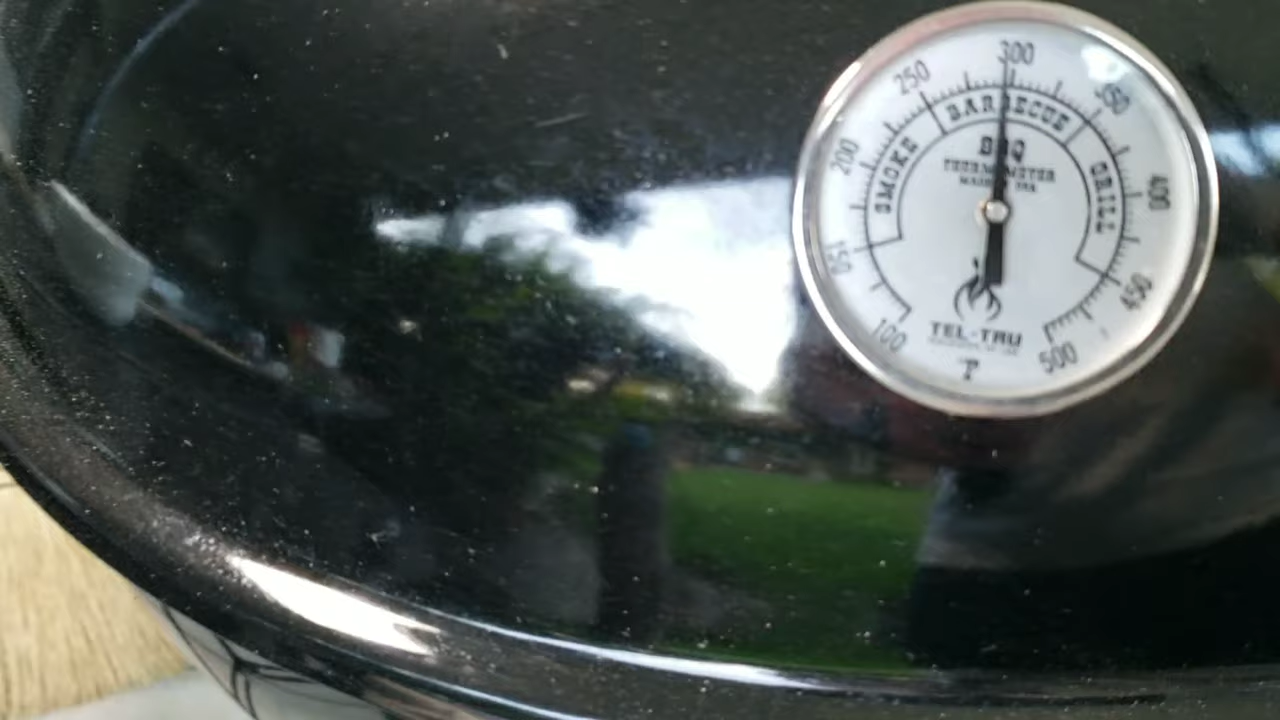 100
150
200
250
300
350
400
450
500
SMOKE
BARBECUE
GRILL
BBQ
THERMOMETER
TEL-TRU
°F